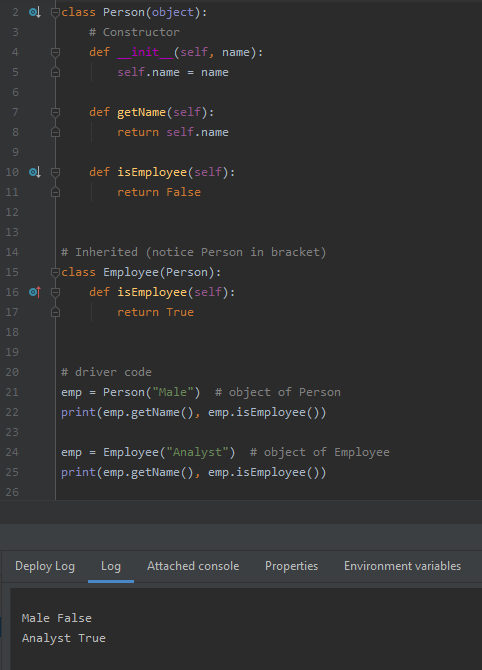 2 class Person(object):
3     # Constructor
4     def __init__(self, name):
5         self.name = name
6
7     def getName(self):
8         return self.name
9
10     def isEmployee(self):
11         return False
12
13
14 # Inherited (notice Person in bracket)
15 class Employee(Person):
16     def isEmployee(self):
17         return True
18
19
20 # driver code
21 emp = Person("Male")  # object of Person
22 print(emp.getName(), emp.isEmployee())
23
24 emp = Employee("Analyst")  # object of Employee
25 print(emp.getName(), emp.isEmployee())
26
Deploy Log Log Attached console Properties Environment variables
Male False
Analyst True